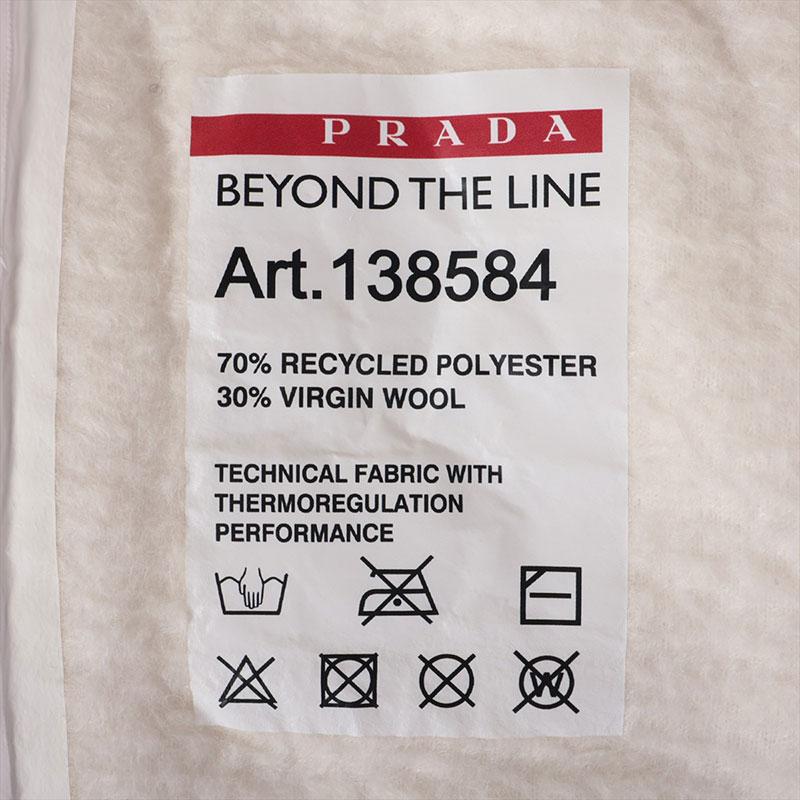 PRADA
BEYOND THE LINE
Art.138584
70% RECYCLED POLYESTER
30% VIRGIN WOOL
TECHNICAL FABRIC WITH
THERMOREGULATION
PERFORMANCE
W